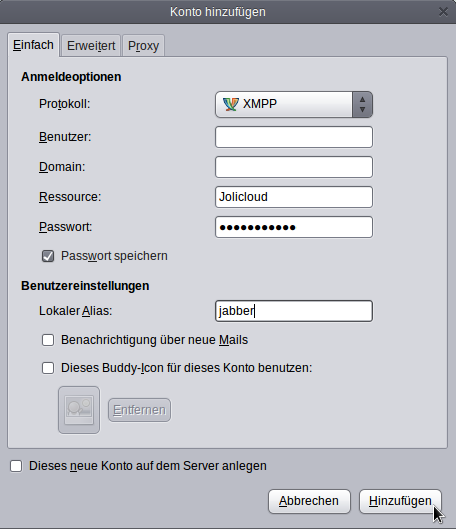 Konto hinzufügen
Einfach Erweitert Proxy
Anmeldeoptionen
Protokoll: XMPP
Benutzer:
Domain:
Ressource: Jolicloud
Passwort: ●●●●●●●●●●●
Passwort speichern
Benutzereinstellungen
Lokaler Alias: jabber
Benachrichtigung über neue Mails
Dieses Buddy-Icon für dieses Konto benutzen:
Entfernen
Dieses neue Konto auf dem Server anlegen
Abbrechen Hinzufügen